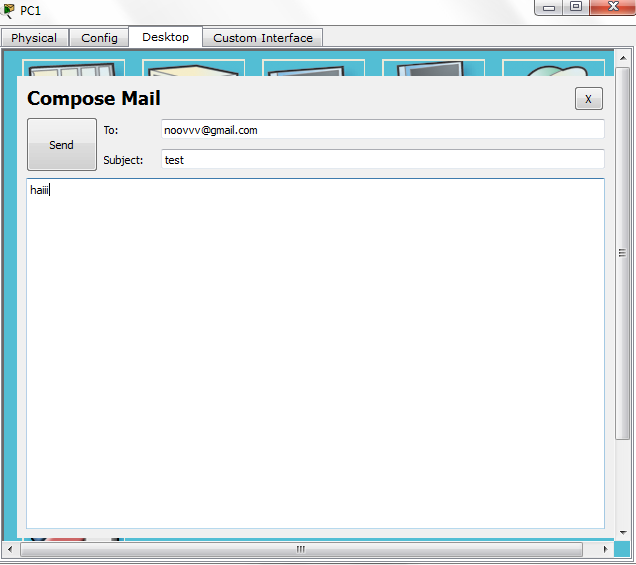 PC1
Physical Config Desktop Custom Interface
Compose Mail
X
Send
To: noovvv@gmail.com
Subject: test
haiii